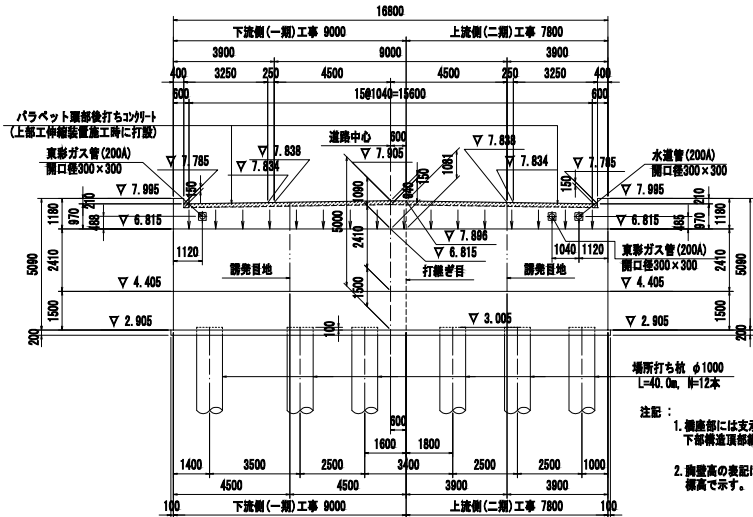 16800
下流側(一期)工事 9000
上流側(二期)工事 7800
3900 9000 3900
400 3250 250 4500 4500 250 3250 400
600 15@1040=15600 600
パラペット頭部後打ちコンクリート
(上部工伸縮装置施工時に打設)
道路中心 600
東彩ガス管(200A)
開口径300×300
水道管(200A)
開口径300×300
▽ 7.785
▽ 7.834
▽ 7.838
▽ 7.905
▽ 7.838
▽ 7.834
▽ 7.785
150
150
150
1081
▽ 7.995
▽ 7.995
▽ 6.815
▽ 6.815
5090
1180
970
210
488
1090
5000
2410
1500
▽ 7.896
▽ 6.815
打継ぎ目
485
970
210
1180
5090
1120
1040 1120
東彩ガス管(200A)
開口径300×300
誘発目地
誘発目地
2410
2410
▽ 4.405
▽ 4.405
1500
1500
▽ 2.905
▽ 3.005
▽ 2.905
200
100
200
場所打ち杭 φ1000
L=40.0m, N=12本
600
1600 1800
1400 3500 2500 3400 2500 2500 1000
4500 4500 3900 3900
100 下流側(一期)工事 9000 上流側(二期)工事 7800 100
注記 :
1. 橋座部には支
下部構造頂部
2. 胸壁高の表記
標高で示す。